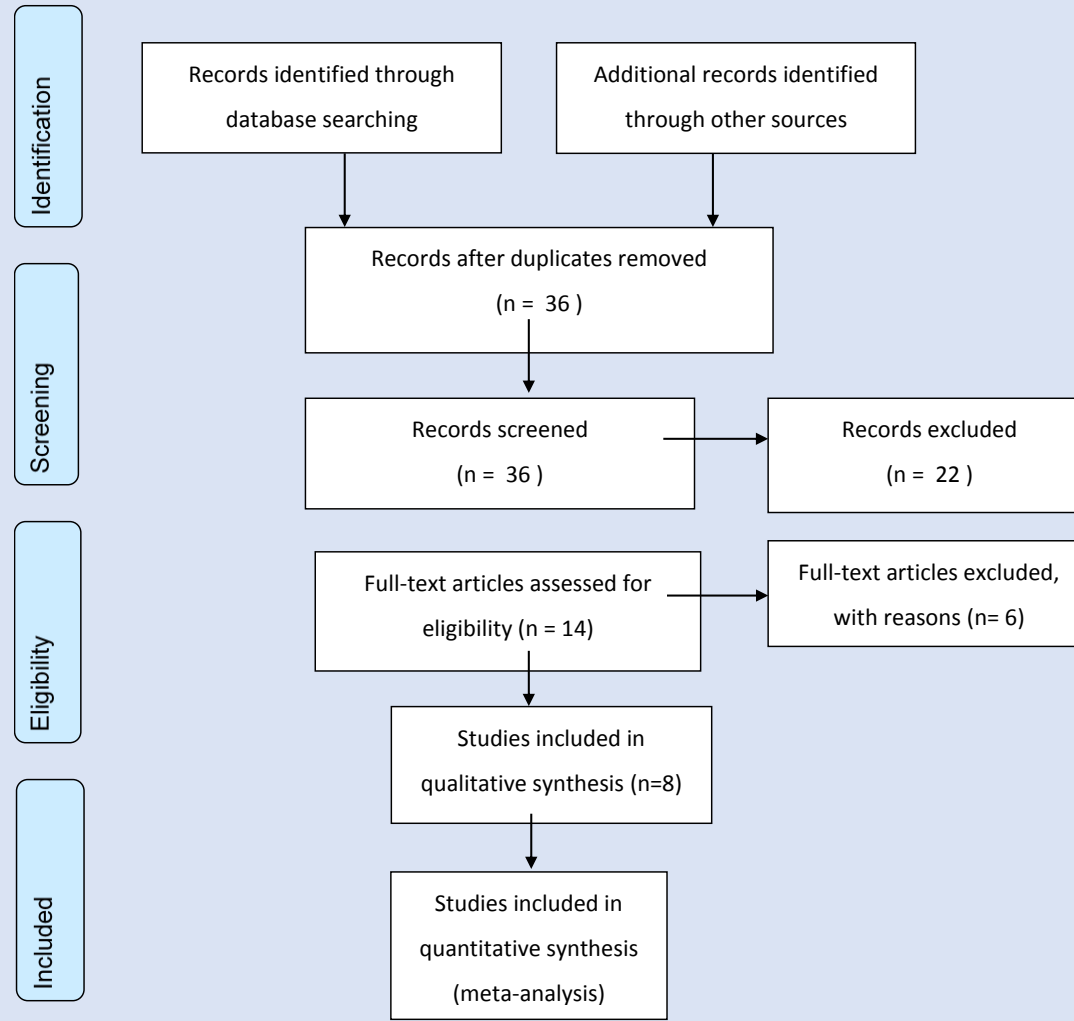 Identification
Records identified through
database searching
Additional records identified
through other sources
Records after duplicates removed
(n = 36 )
Screening
Records screened
(n = 36 )
Records excluded
(n = 22 )
Eligibility
Full-text articles assessed for
eligibility (n = 14)
Full-text articles excluded,
with reasons (n= 6)
Studies included in
qualitative synthesis (n=8)
Included
Studies included in
quantitative synthesis
(meta-analysis)